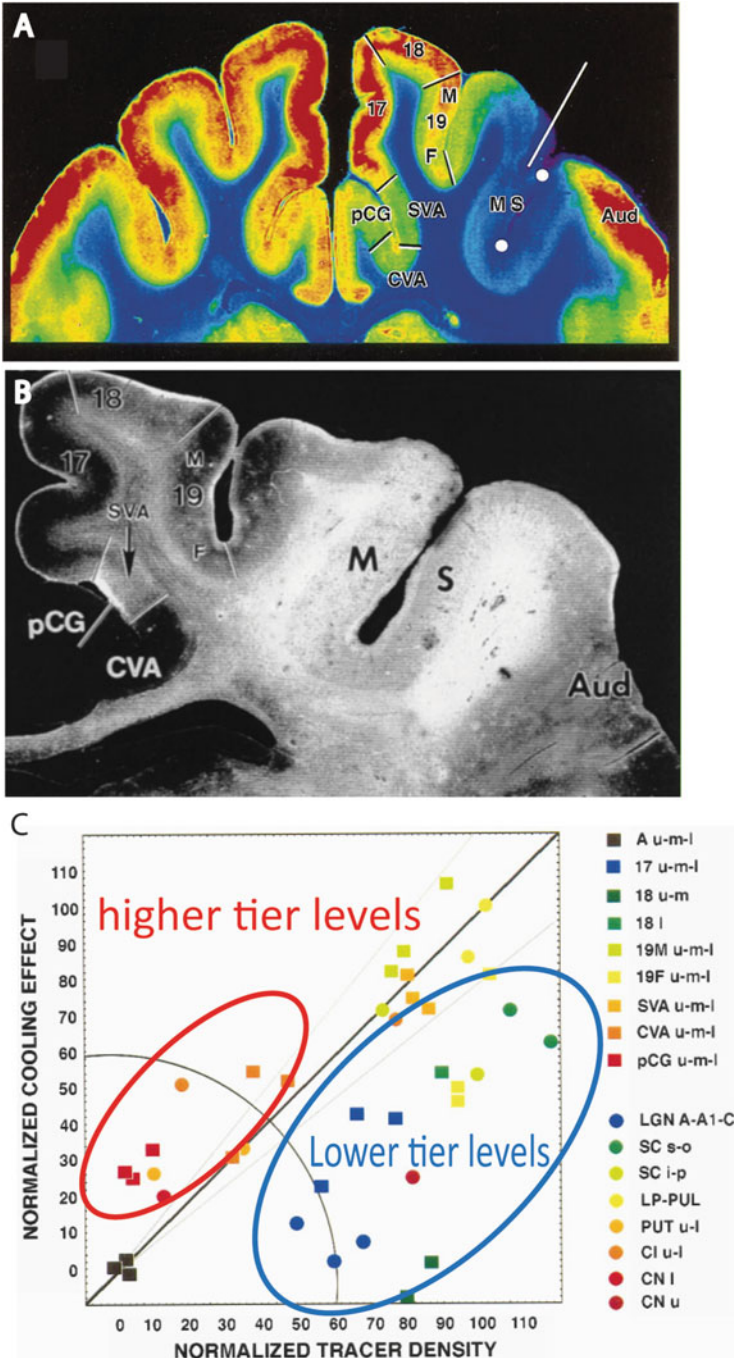 A
18
17
M
19
F
pCG
SVA
CVA
M S
Aud
B
18
17
M
19
SVA
F
pCG
CVA
M
S
Aud
C
higher tier levels
Lower tier levels
NORMALIZED COOLING EFFECT
110
100
90
80
70
60
50
40
30
20
10
0
0 10 20 30 40 50 60 70 80 90 100 110
NORMALIZED TRACER DENSITY
A u-m-l
17 u-m-l
18 u-m
18 l
19M u-m-l
19F u-m-l
SVA u-m-l
CVA u-m-l
pCG u-m-l
LGN A-A1-C
SC s-o
SC i-p
LP-PUL
PUT u-l
Cl u-l
CN l
CN u